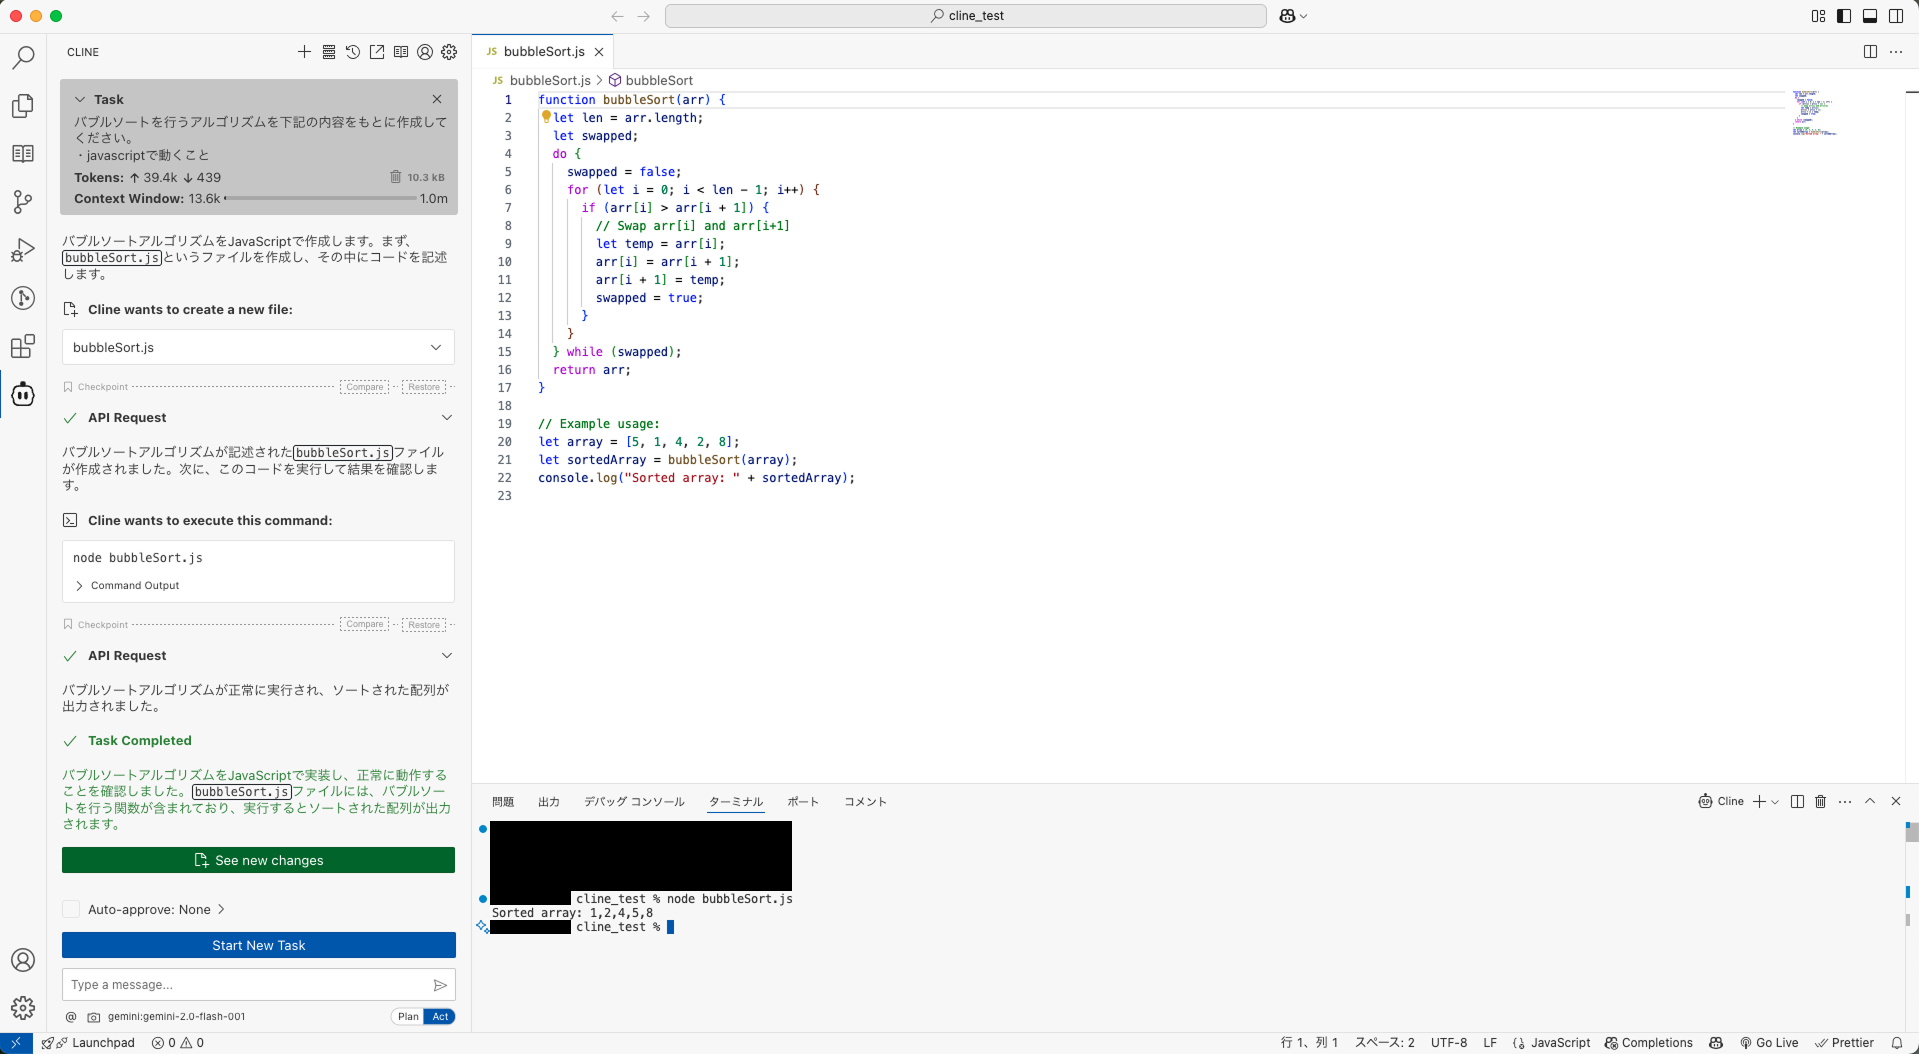 cline_test
CLINE
Task
バブルソートを行うアルゴリズムを下記の内容をもとに作成して
ください。
・javascriptで動くこと
Tokens: ↑ 39.4k ↓ 439
10.3 kB
Context Window: 13.6k
1.0m
バブルソートアルゴリズムをJavaScriptで作成します。まず、
bubbleSort.jsというファイルを作成し、その中にコードを記述
します。
Cline wants to create a new file:
bubbleSort.js
Checkpoint
Compare
Restore
API Request
バブルソートアルゴリズムが記述されたbubbleSort.jsファイル
が作成されました。次に、このコードを実行して結果を確認しま
す。
Cline wants to execute this command:
node bubbleSort.js
Command Output
Checkpoint
Compare
Restore
API Request
バブルソートアルゴリズムが正常に実行され、ソートされた配列が
出力されました。
Task Completed
バブルソートアルゴリズムをJavaScriptで実装し、正常に動作する
ことを確認しました。bubbleSort.jsファイルには、バブルソー
トを行う関数が含まれており、実行するとソートされた配列が出力
されます。
See new changes
Auto-approve: None
Start New Task
Type a message...
@ gemini:gemini-2.0-flash-001
Plan Act
JS bubbleSort.js
JS bubbleSort.js > bubbleSort
1 function bubbleSort(arr) {
2 let len = arr.length;
3 let swapped;
4 do {
5 swapped = false;
6 for (let i = 0; i < len - 1; i++) {
7 if (arr[i] > arr[i + 1]) {
8 // Swap arr[i] and arr[i+1]
9 let temp = arr[i];
10 arr[i] = arr[i + 1];
11 arr[i + 1] = temp;
12 swapped = true;
13 }
14 }
15 } while (swapped);
16 return arr;
17 }
18
19 // Example usage:
20 let array = [5, 1, 4, 2, 8];
21 let sortedArray = bubbleSort(array);
22 console.log("Sorted array: " + sortedArray);
23
問題 出力 デバッグ コンソール ターミナル ポート コメント
Cline
cline_test % node bubbleSort.js
Sorted array: 1,2,4,5,8
cline_test %
Launchpad 0 0
行 1、列 1 スペース: 2 UTF-8 LF JavaScript Completions Go Live Prettier